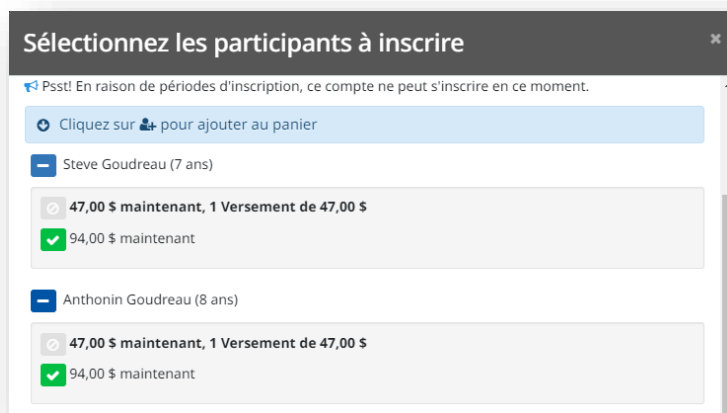 Sélectionnez les participants à inscrire
Psst! En raison de périodes d'inscription, ce compte ne peut s'inscrire en ce moment.
Cliquez sur pour ajouter au panier
Steve Goudreau (7 ans)
47,00 $ maintenant, 1 Versement de 47,00 $
94,00 $ maintenant
Anthonin Goudreau (8 ans)
47,00 $ maintenant, 1 Versement de 47,00 $
94,00 $ maintenant